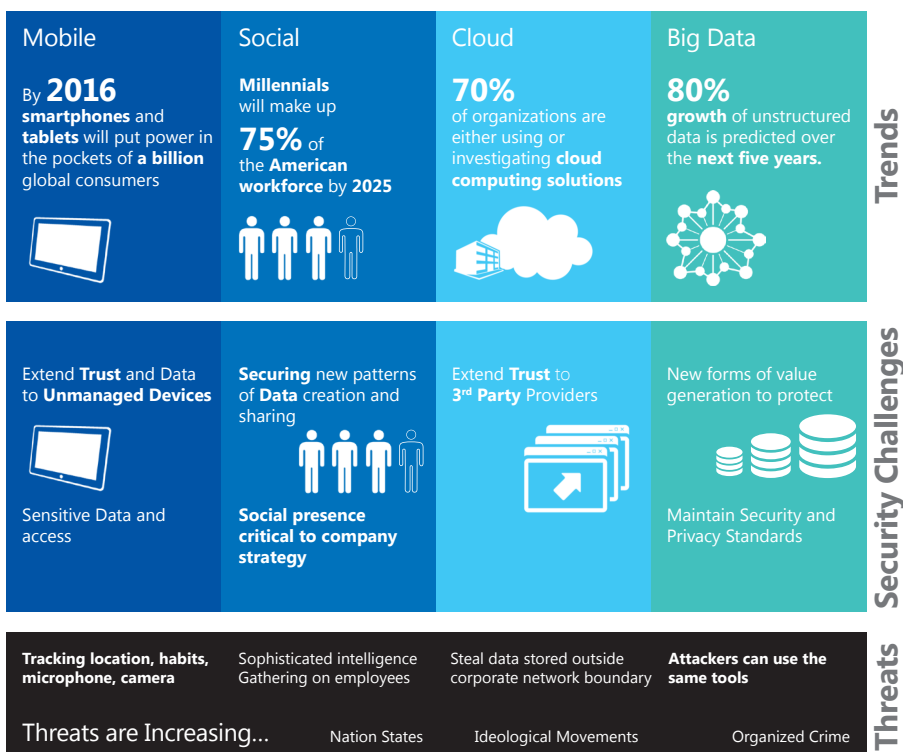 Mobile
By 2016
smartphones and
tablets will put power in
the pockets of a billion
global consumers
Social
Millennials
will make up
75% of
the American
workforce by 2025
Cloud
70%
of organizations are
either using or
investigating cloud
computing solutions
Big Data
80%
growth of unstructured
data is predicted over
the next five years.
Trends
Extend Trust and Data
to Unmanaged Devices
Sensitive Data and
access
Securing new patterns
of Data creation and
sharing
Social presence
critical to company
strategy
Extend Trust to
3rd Party Providers
New forms of value
generation to protect
Maintain Security and
Privacy Standards
Security Challenges
Tracking location, habits,
microphone, camera
Sophisticated intelligence
Gathering on employees
Steal data stored outside
corporate network boundary
Attackers can use the
same tools
Threats are Increasing...
Nation States
Ideological Movements
Organized Crime
Threats